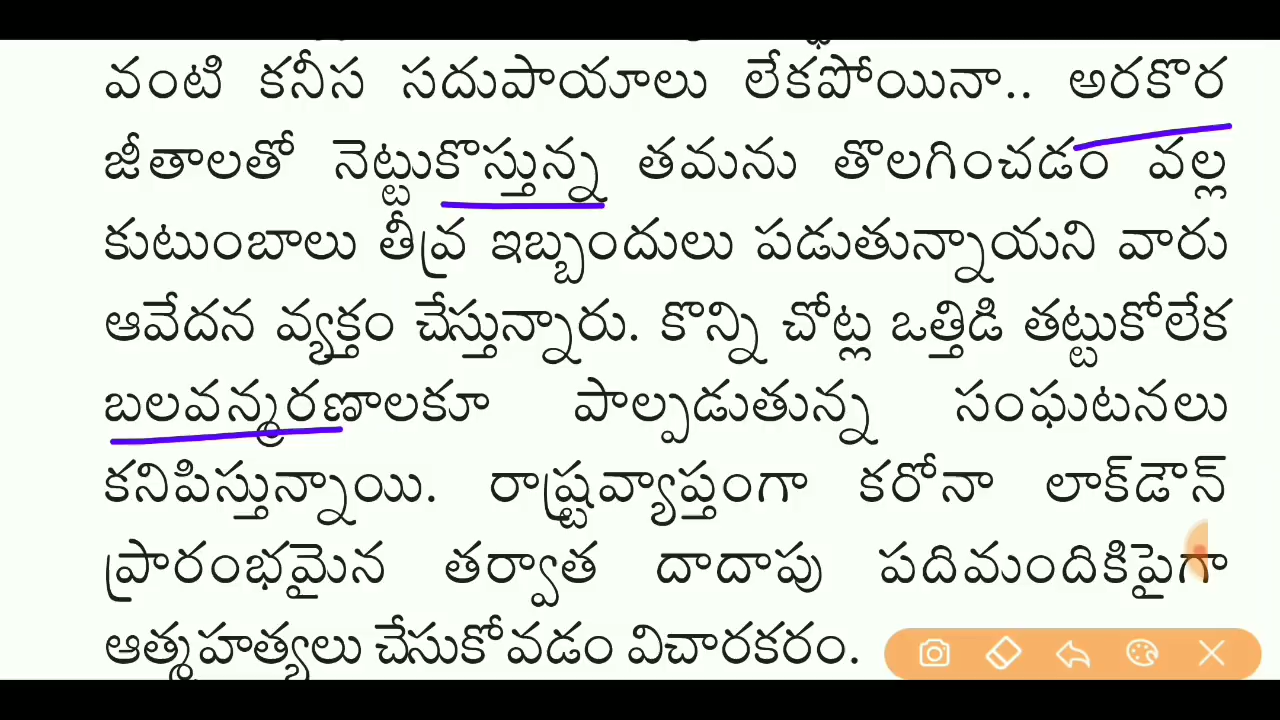 వంటి కనీస సదుపాయాలు లేకపోయినా.. అరకొర
జీతాలతో నెట్టుకొస్తున్న తమను తొలగించడం వల్ల
కుటుంబాలు తీవ్ర ఇబ్బందులు పడుతున్నాయని వారు
ఆవేదన వ్యక్తం చేస్తున్నారు. కొన్ని చోట్ల ఒత్తిడి తట్టుకోలేక
బలవన్మరణాలకూ పాల్పడుతున్న సంఘటనలు
కనిపిస్తున్నాయి. రాష్ట్రవ్యాప్తంగా కరోనా లాక్‌డౌన్
ప్రారంభమైన తర్వాత దాదాపు పదిమందికిపైగా
ఆత్మహత్యలు చేసుకోవడం విచారకరం.